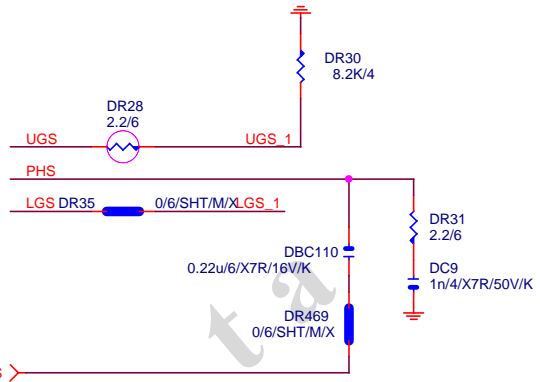 DR30
8.2K/4
DR28
2.2/6
UGS
UGS_1
PHS
LGS
DR35
0/6/SHT/M/X
LGS_1
DR31
2.2/6
DBC110
0.22u/6/X7R/16V/K
DC9
1n/4/X7R/50V/K
DR469
0/6/SHT/M/X
t a
S